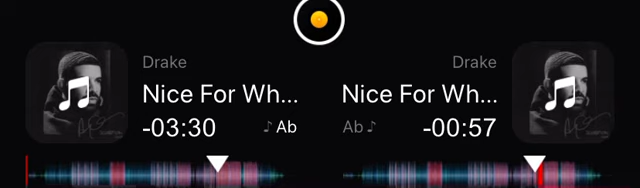 Drake
Nice For Wh...
-03:30 ♪ Ab
Drake
Nice For Wh...
Ab ♪ -00:57